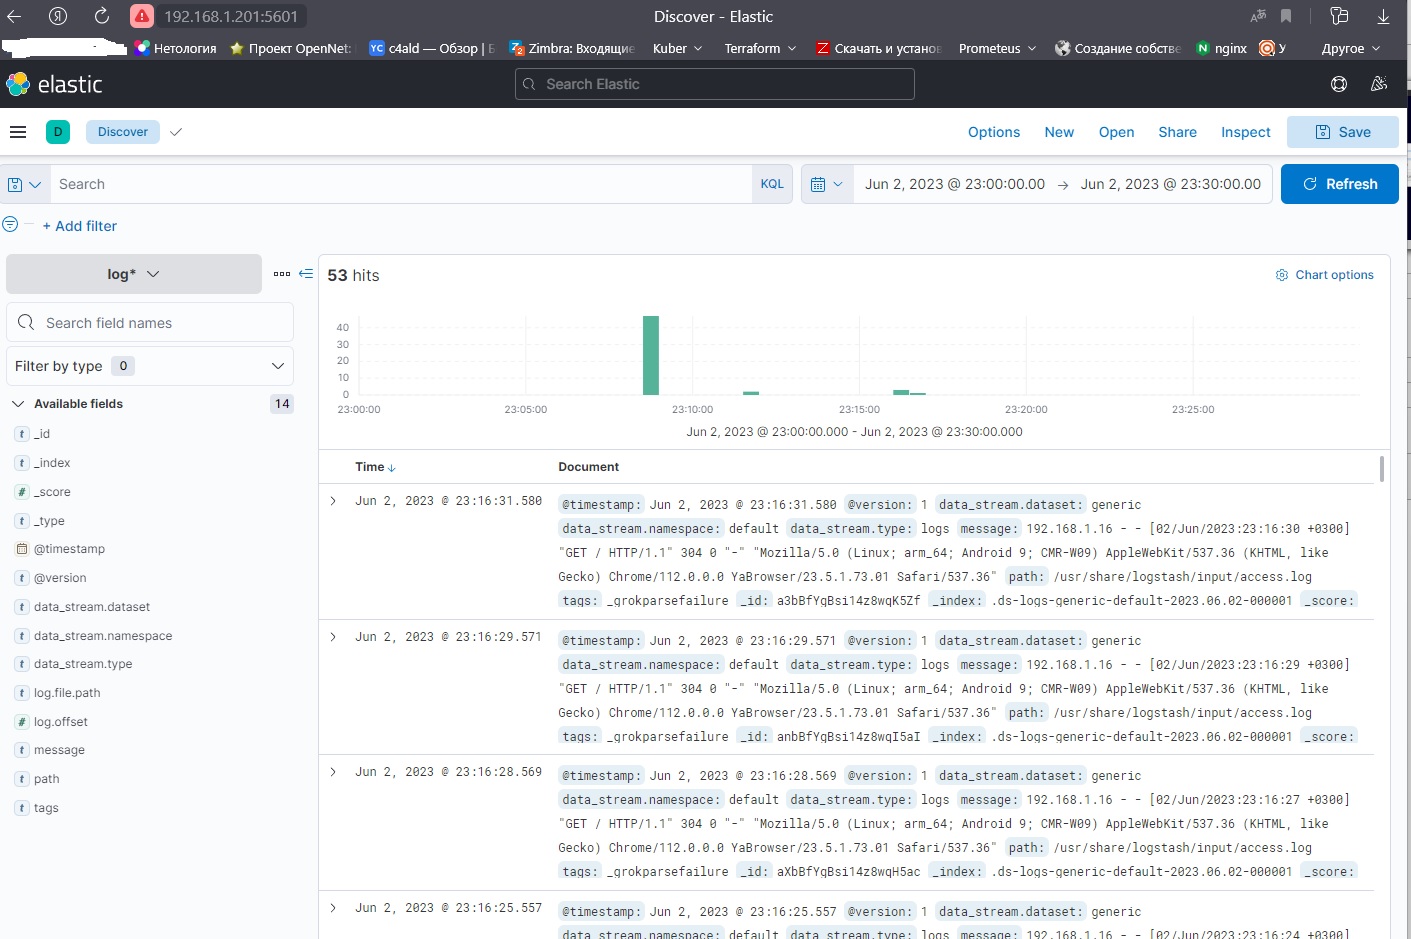 192.168.1.201:5601
Discover - Elastic
Нетология
Проект OpenNet:
YC c4ald — Обзор | Е
Zimbra: Входящие
Kuber
Terraform
Скачать и установ
Prometeus
Создание собстве
nginx
У
Другое
elastic
Search Elastic
D
Discover
Options
New
Open
Share
Inspect
Save
Search
KQL
Jun 2, 2023 @ 23:00:00.00 → Jun 2, 2023 @ 23:30:00.00
Refresh
+ Add filter
log*
Search field names
Filter by type 0
Available fields 14
t _id
t _index
# _score
t _type
@timestamp
t @version
t data_stream.dataset
t data_stream.namespace
t data_stream.type
t log.file.path
# log.offset
t message
t path
t tags
53 hits
Chart options
40
30
20
10
0
23:00:00
23:05:00
23:10:00
23:15:00
23:20:00
23:25:00
Jun 2, 2023 @ 23:00:00.000 - Jun 2, 2023 @ 23:30:00.000
Time Document
Jun 2, 2023 @ 23:16:31.580
@timestamp: Jun 2, 2023 @ 23:16:31.580 @version: 1 data_stream.dataset: generic
data_stream.namespace: default data_stream.type: logs message: 192.168.1.16 - - [02/Jun/2023:23:16:30 +0300]
"GET / HTTP/1.1" 304 0 "-" "Mozilla/5.0 (Linux; arm_64; Android 9; CMR-W09) AppleWebKit/537.36 (KHTML, like
Gecko) Chrome/112.0.0.0 YaBrowser/23.5.1.73.01 Safari/537.36" path: /usr/share/logstash/input/access.log
tags: _grokparsefailure _id: a3bBfYgBsi14z8wqK5Zf _index: .ds-logs-generic-default-2023.06.02-000001 _score:
Jun 2, 2023 @ 23:16:29.571
@timestamp: Jun 2, 2023 @ 23:16:29.571 @version: 1 data_stream.dataset: generic
data_stream.namespace: default data_stream.type: logs message: 192.168.1.16 - - [02/Jun/2023:23:16:29 +0300]
"GET / HTTP/1.1" 304 0 "-" "Mozilla/5.0 (Linux; arm_64; Android 9; CMR-W09) AppleWebKit/537.36 (KHTML, like
Gecko) Chrome/112.0.0.0 YaBrowser/23.5.1.73.01 Safari/537.36" path: /usr/share/logstash/input/access.log
tags: _grokparsefailure _id: anbBfYgBsi14z8wqI5aI _index: .ds-logs-generic-default-2023.06.02-000001 _score:
Jun 2, 2023 @ 23:16:28.569
@timestamp: Jun 2, 2023 @ 23:16:28.569 @version: 1 data_stream.dataset: generic
data_stream.namespace: default data_stream.type: logs message: 192.168.1.16 - - [02/Jun/2023:23:16:27 +0300]
"GET / HTTP/1.1" 304 0 "-" "Mozilla/5.0 (Linux; arm_64; Android 9; CMR-W09) AppleWebKit/537.36 (KHTML, like
Gecko) Chrome/112.0.0.0 YaBrowser/23.5.1.73.01 Safari/537.36" path: /usr/share/logstash/input/access.log
tags: _grokparsefailure _id: aXbBfYgBsi14z8wqH5ac _index: .ds-logs-generic-default-2023.06.02-000001 _score:
Jun 2, 2023 @ 23:16:25.557
@timestamp: Jun 2, 2023 @ 23:16:25.557 @version: 1 data_stream.dataset: generic
data_stream.namespace: default data_stream.type: logs message: 192.168.1.16 - - [02/Jun/2023:23:16:24 +0300]